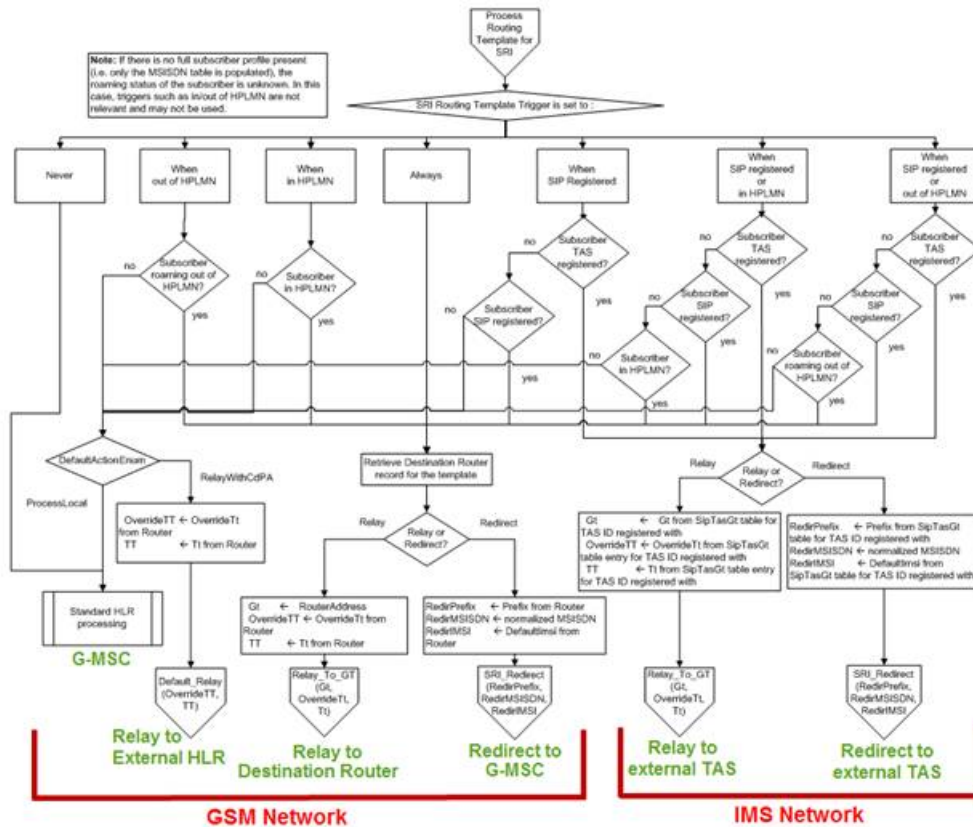 Process
Routing
Template for
SRI
Note: If there is no full subscriber profile present
(i.e. only the MSISDN table is populated), the
roaming status of the subscriber is unknown. In this
case, triggers such as in/out of HPLMN are not
relevant and may not be used.
SRI Routing Template Trigger is set to :
Never
When
out of HPLMN
When
in HPLMN
Always
When
SIP Registered
When
SIP registered
or
in HPLMN
When
SIP registered
or
out of HPLMN
no
Subscriber
roaming out of
HPLMN?
yes
no
Subscriber
in HPLMN?
yes
no
Subscriber
TAS
registered?
yes
Subscriber
SIP registered?
yes
no
Subscriber
TAS
registered?
yes
no
Subscriber
SIP
registered?
no
Subscriber
in HPLMN?
yes
no
Subscriber
TAS
registered?
yes
no
Subscriber
SIP
registered?
yes
no
Subscriber
roaming out of
HPLMN?
yes
DefaultActionEnum
RelayWithCdPA
ProcessLocal
OverrideTT ← OverrideTt
from Router
TT ← Tt from Router
Standard HLR
processing
G-MSC
Default_Relay
(OverrideTT,
TT)
Relay to
External HLR
Retrieve Destination Router
record for the template
Relay
Relay or
Redirect?
Redirect
Gt ← RouterAddress
OverrideTT ← OverrideTt from
Router
TT ← Tt from Router
RedirPrefix ← Prefix from Router
RedirMSISDN ← normalized MSISDN
RedirIMSI ← DefaultImsi from
Router
Relay_To_GT
(Gt,
OverrideTt,
Tt)
Relay to
Destination Router
SRI_Redirect
(RedirPrefix,
RedirMSISDN,
RedirIMSI
Redirect to
G-MSC
Relay
Relay or
Redirect?
Redirect
Gt ← Gt from SipTasGt table for
TAS ID registered with
OverrideTT ← OverrideTt from SipTasGt
table entry for TAS ID registered with
TT ← Tt from SipTasGt table entry
for TAS ID registered with
RedirPrefix ← Prefix from SipTasGt
table for TAS ID registered with
RedirMSISDN ← normalized MSISDN
RedirIMSI ← DefaultImsi from
SipTasGt table for TAS ID registered with
Relay_To_GT
(Gt,
OverrideTt,
Tt)
Relay to
external TAS
SRI_Redirect
(RedirPrefix,
RedirMSISDN,
RedirIMSI
Redirect to
external TAS
GSM Network
IMS Network